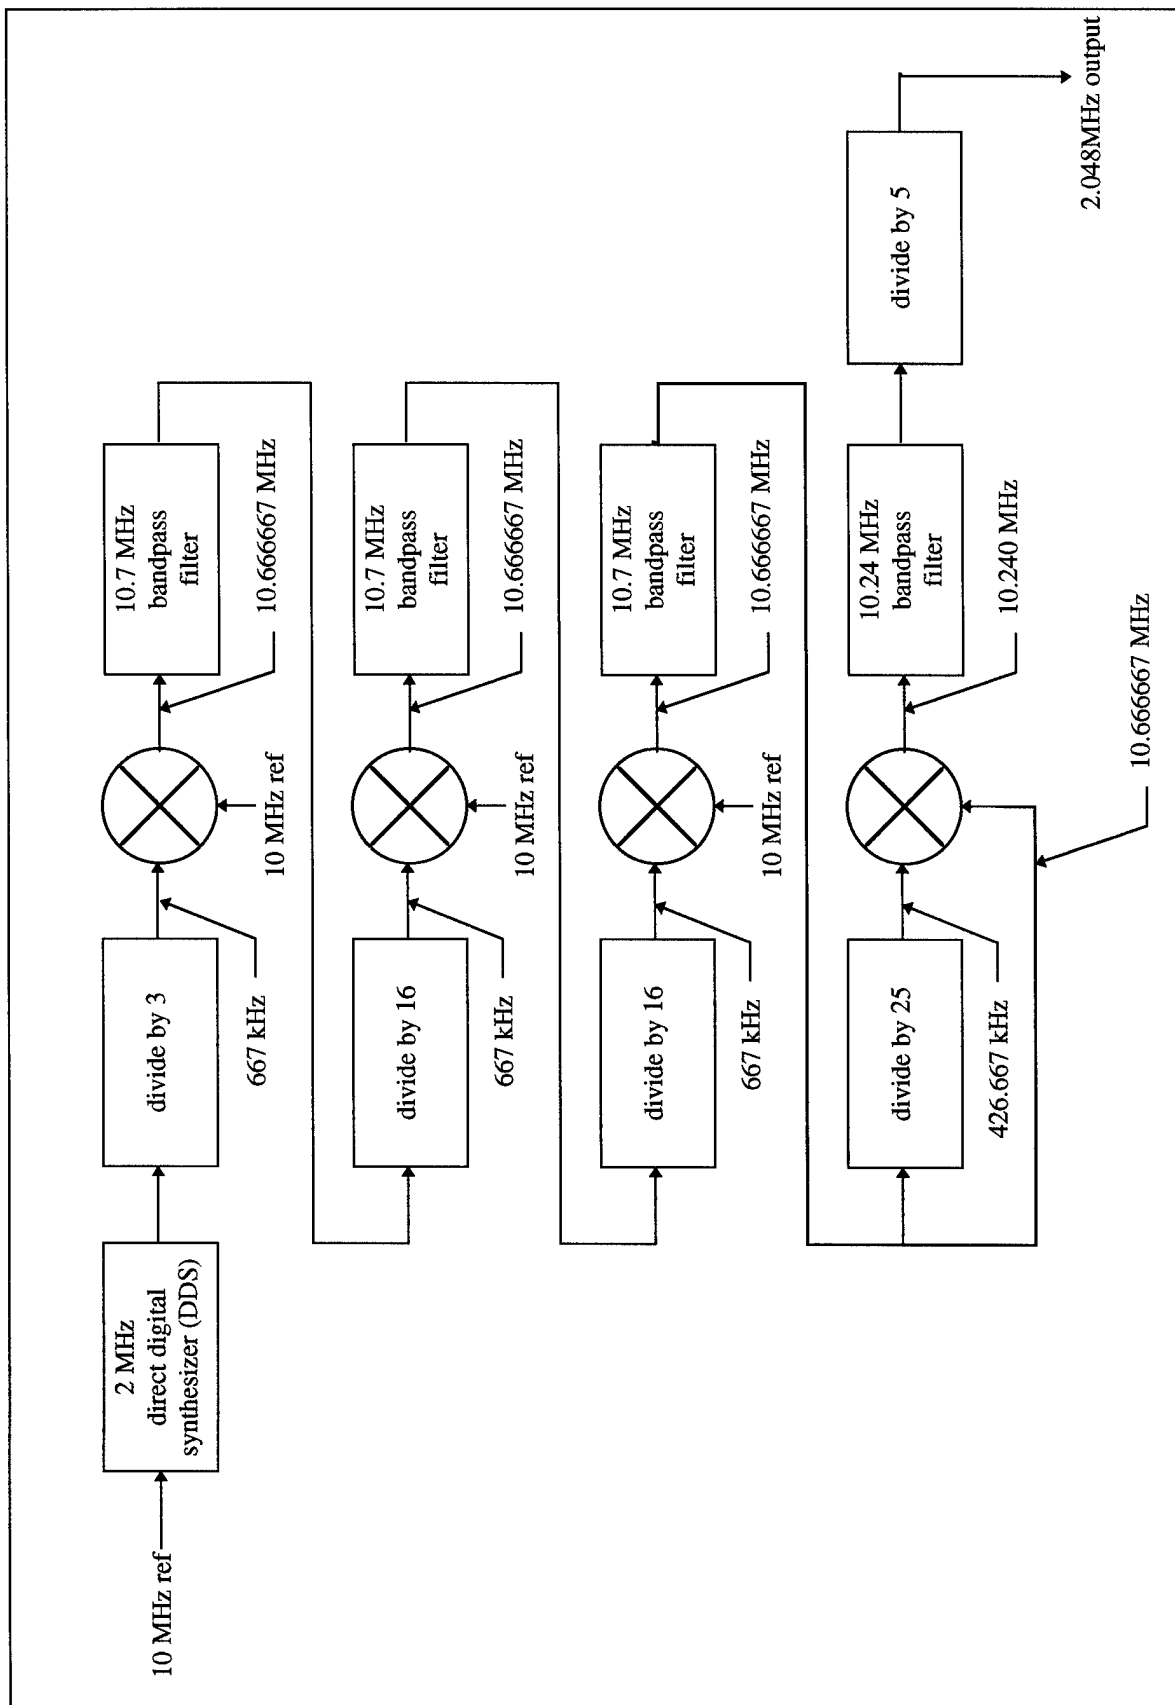 10 MHz ref
2 MHz
direct digital
synthesizer (DDS)
divide by 3
667 kHz
10 MHz ref
10.666667 MHz
10.7 MHz
bandpass
filter
divide by 16
667 kHz
10 MHz ref
10.666667 MHz
10.7 MHz
bandpass
filter
divide by 16
667 kHz
10 MHz ref
10.666667 MHz
10.7 MHz
bandpass
filter
divide by 25
426.667 kHz
10.666667 MHz
10.240 MHz
10.24 MHz
bandpass
filter
divide by 5
2.048MHz output